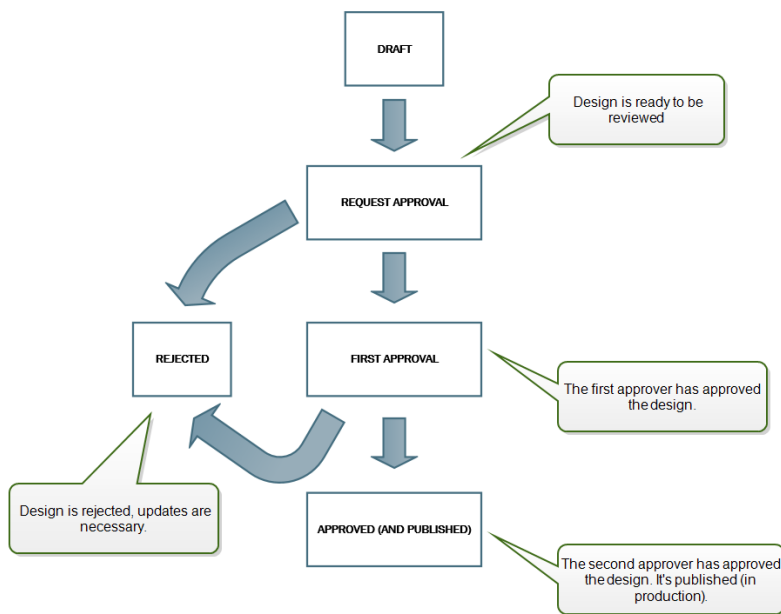 DRAFT
Design is ready to be
reviewed
REQUEST APPROVAL
REJECTED
FIRST APPROVAL
The first approver has approved
the design.
Design is rejected, updates are
necessary.
APPROVED (AND PUBLISHED)
The second approver has approved
the design. It's published (in
production).